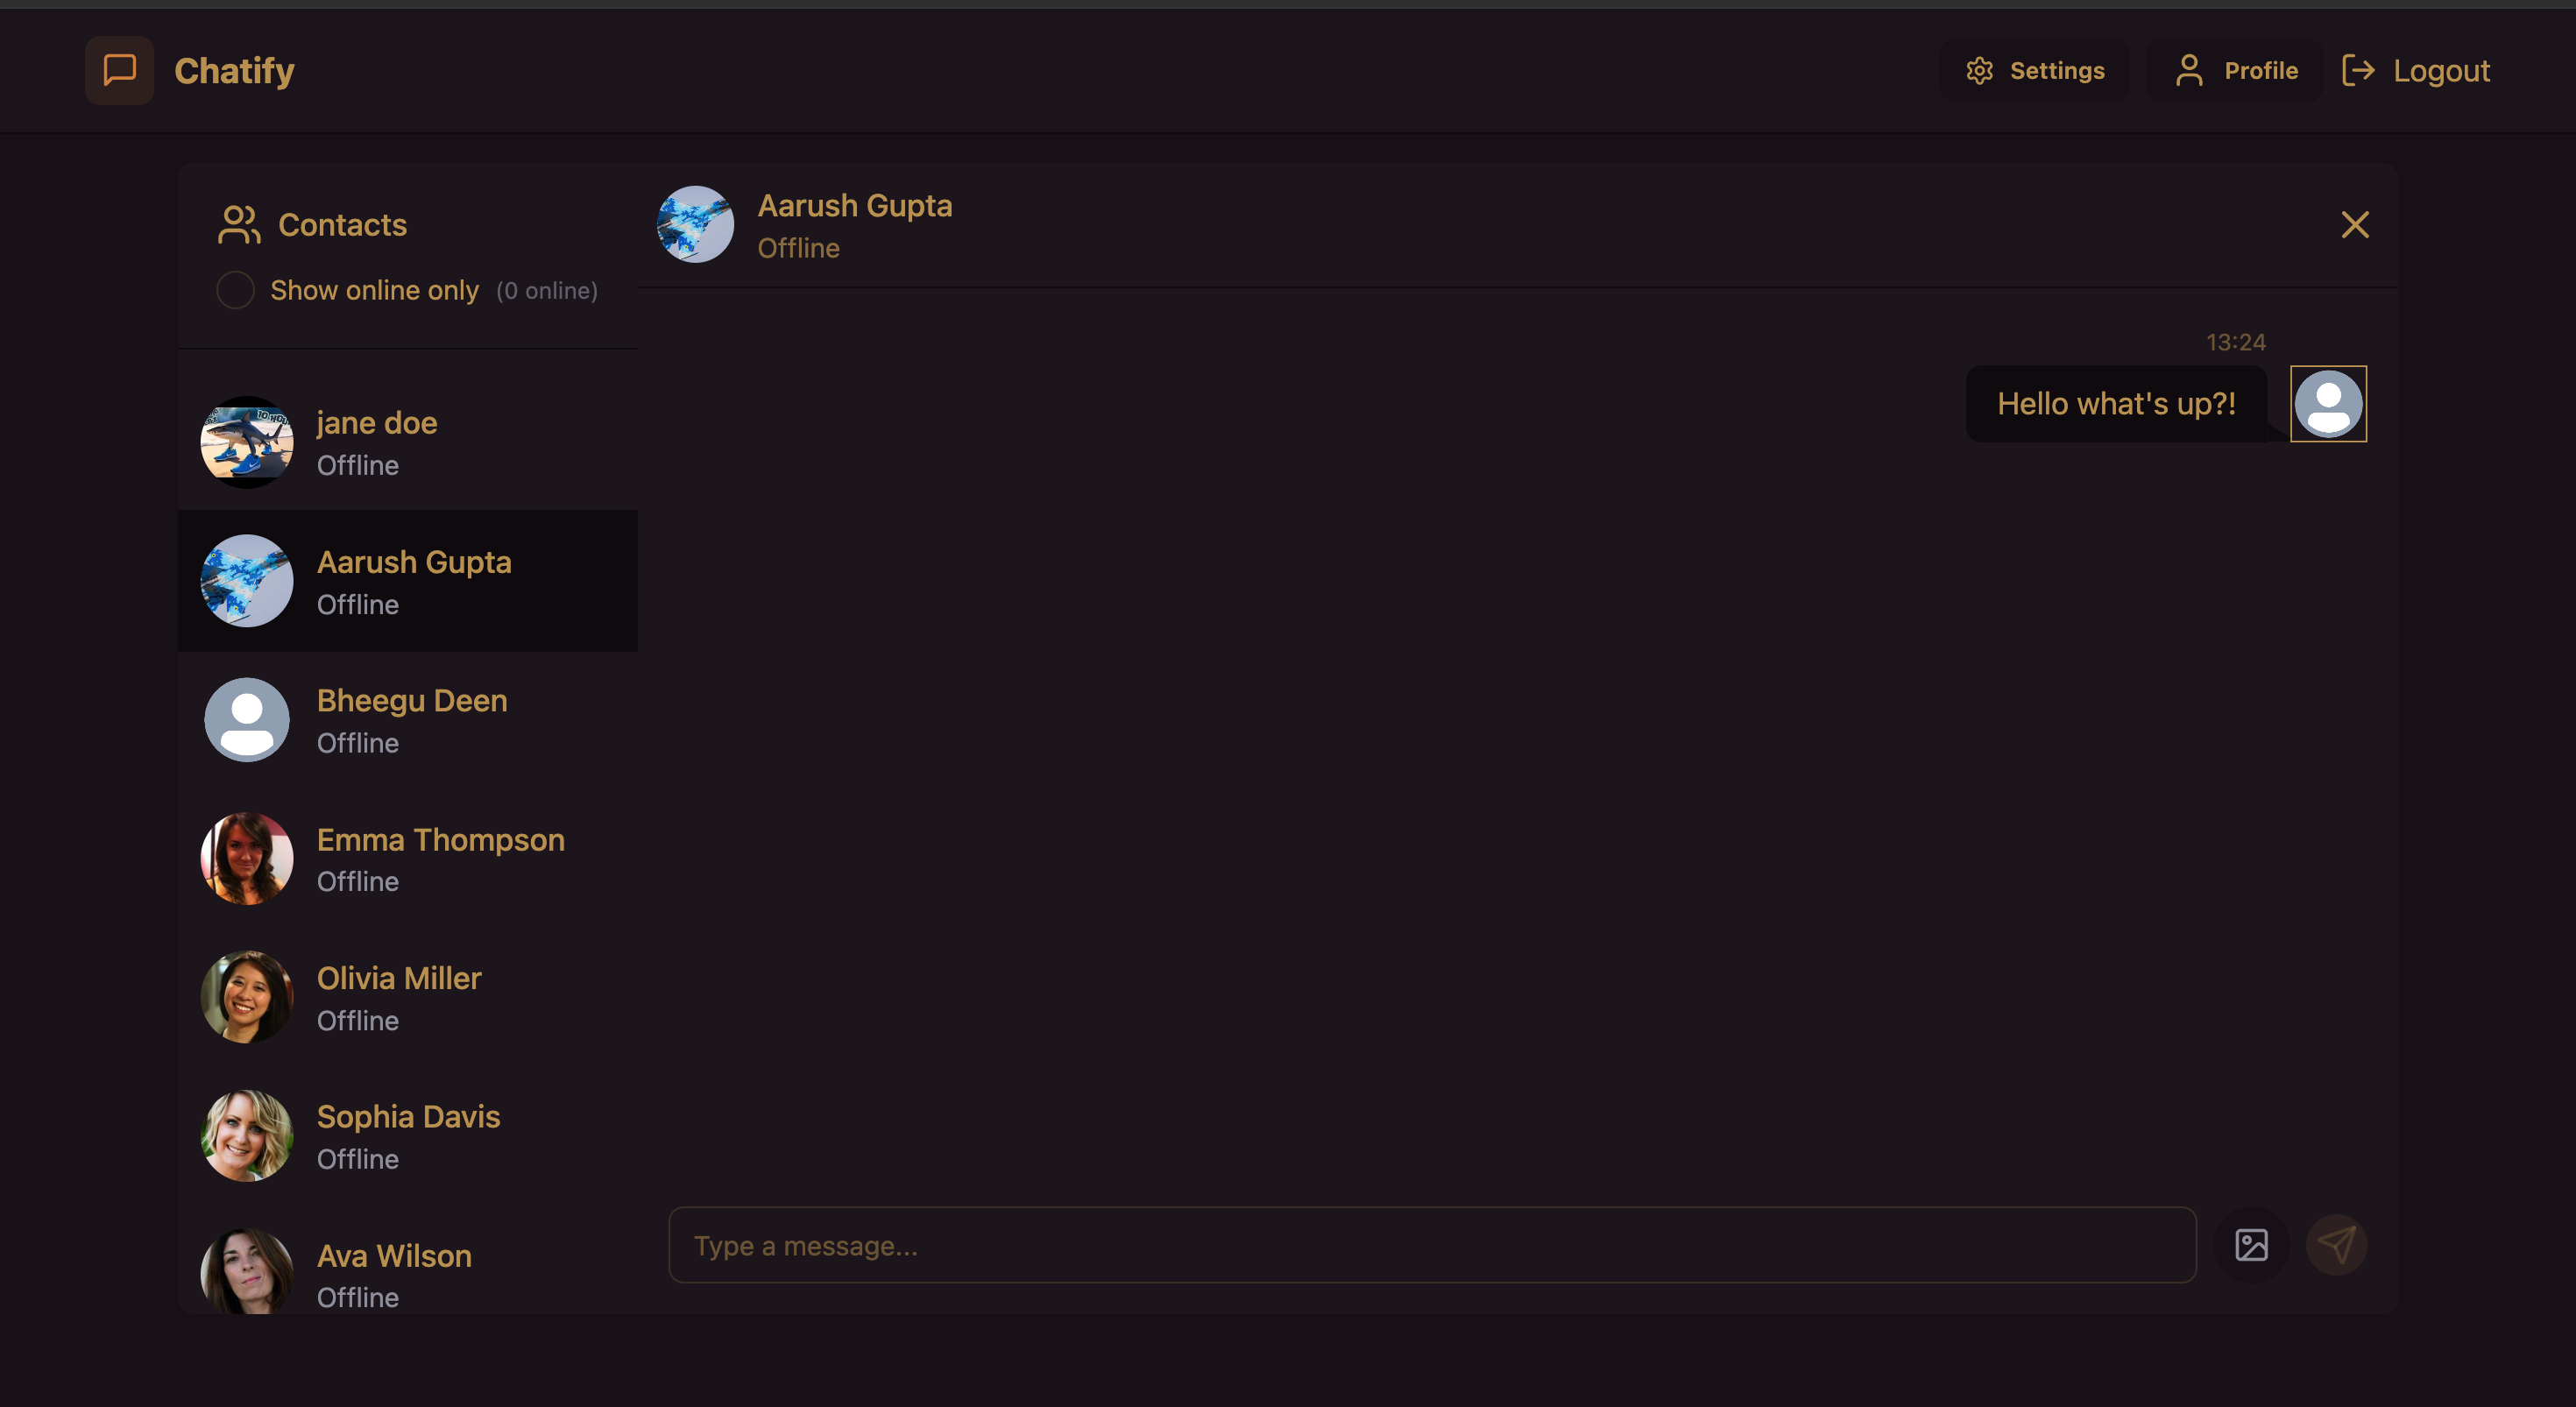 Chatify
Settings
Profile
Logout
Contacts
Show online only (0 online)
jane doe
Offline
Aarush Gupta
Offline
Bheegu Deen
Offline
Emma Thompson
Offline
Olivia Miller
Offline
Sophia Davis
Offline
Ava Wilson
Offline
Aarush Gupta
Offline
13:24
Hello what's up?!
Type a message...